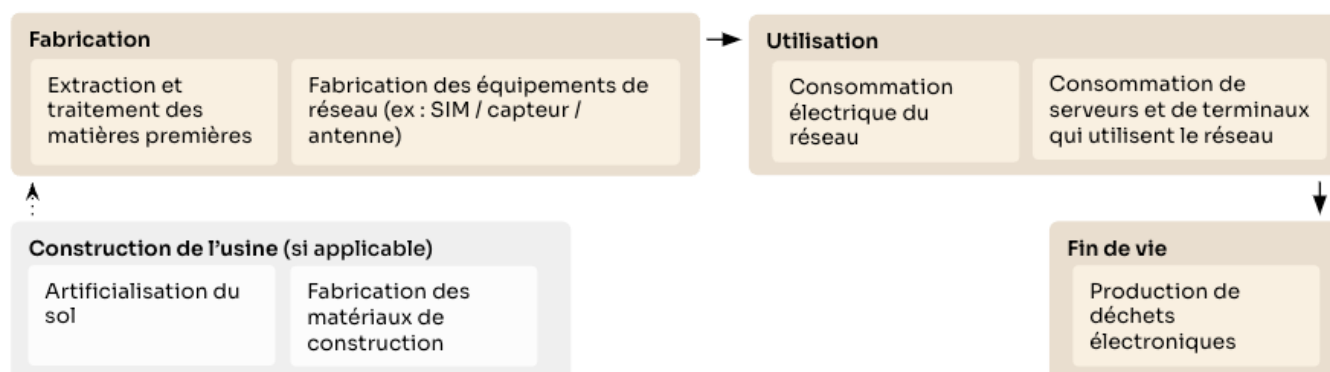 Fabrication
Extraction et
traitement des
matières premières
Fabrication des équipements de
réseau (ex : SIM / capteur /
antenne)
Utilisation
Consommation
électrique du
réseau
Consommation de
serveurs et de terminaux
qui utilisent le réseau
Construction de l’usine (si applicable)
Artificialisation du
sol
Fabrication des
matériaux de
construction
Fin de vie
Production de
déchets
électroniques